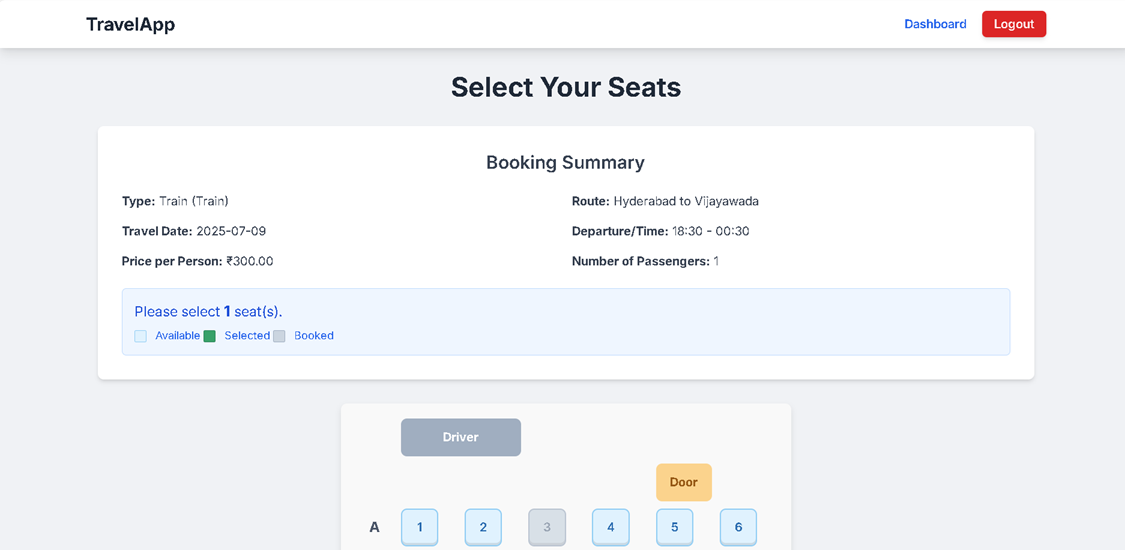 TravelApp
Dashboard
Logout
Select Your Seats
Booking Summary
Type: Train (Train)
Route: Hyderabad to Vijayawada
Travel Date: 2025-07-09
Departure/Time: 18:30 - 00:30
Price per Person: ₹300.00
Number of Passengers: 1
Please select 1 seat(s).
Available Selected Booked
Driver
Door
A 1 2 3 4 5 6